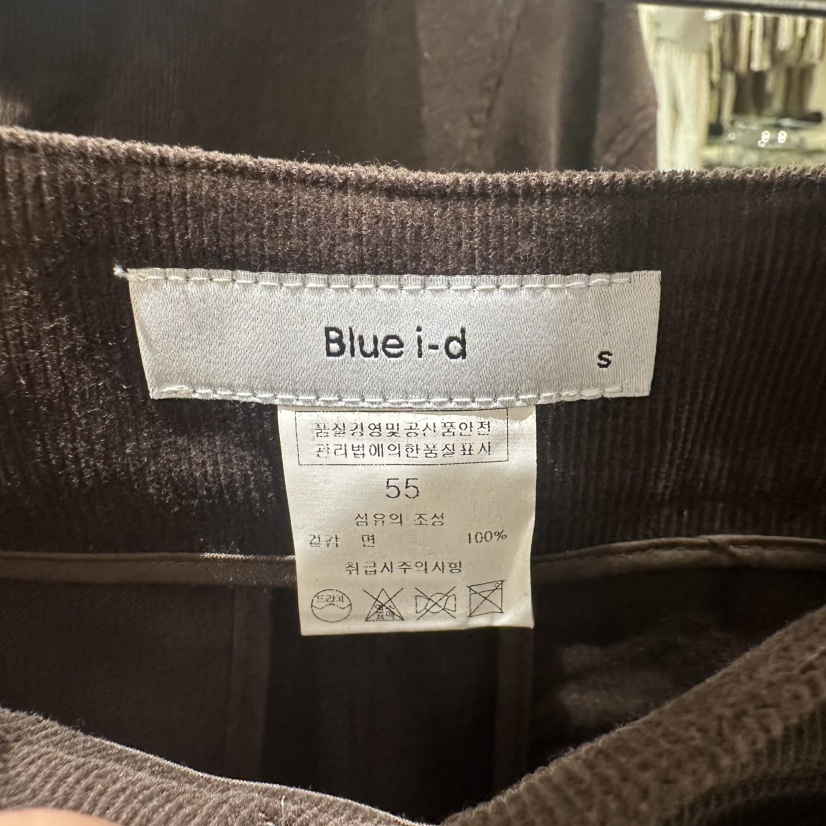 Blue i-d
s
품질경영및공산품안전
관리법에의한품질표시
55
섬유의 조성
겉감 면 100%
취급시주의사항
드라이